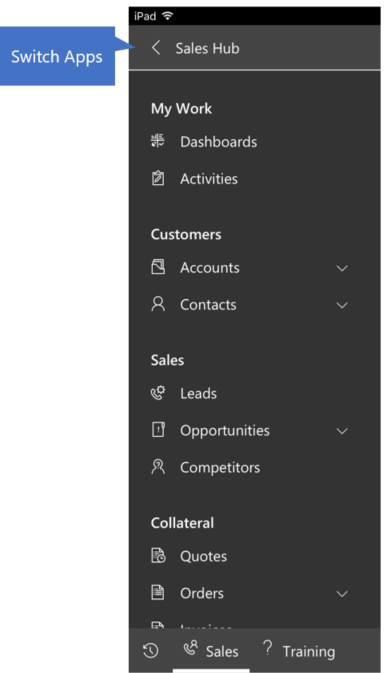 iPad
Switch Apps
Sales Hub
My Work
Dashboards
Activities
Customers
Accounts
Contacts
Sales
Leads
Opportunities
Competitors
Collateral
Quotes
Orders
Invoices
Sales
? Training